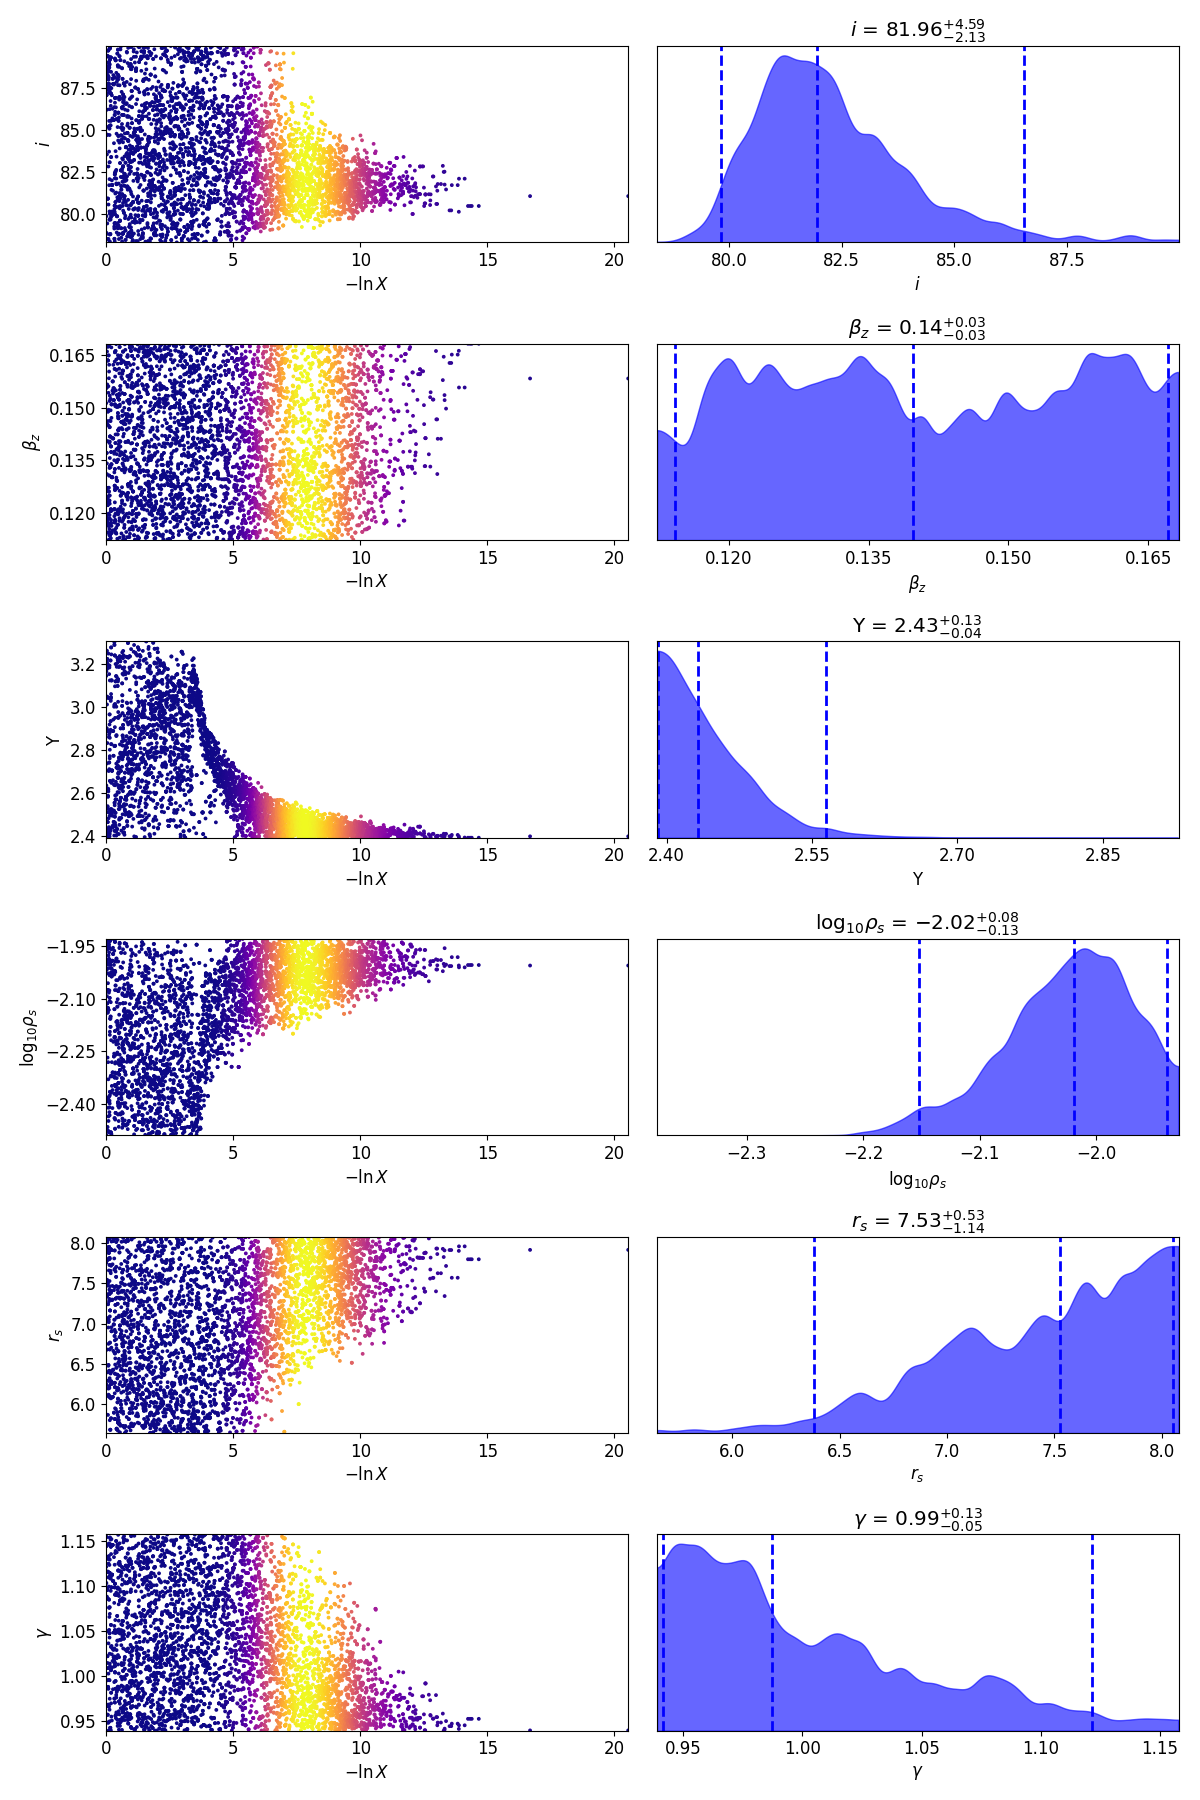 i = 81.96 +4.59 −2.13
87.5
85.0
82.5
80.0
i
0 5 10 15 20
−ln X
80.0 82.5 85.0 87.5
i
β_z = 0.14 +0.03 −0.03
0.165
0.150
0.135
0.120
β_z
0 5 10 15 20
−ln X
0.120 0.135 0.150 0.165
β_z
Y = 2.43 +0.13 −0.04
3.2
3.0
2.8
2.6
2.4
Y
0 5 10 15 20
−ln X
2.40 2.55 2.70 2.85
Y
log₁₀ρ_s = −2.02 +0.08 −0.13
−1.95
−2.10
−2.25
−2.40
log₁₀ρ_s
0 5 10 15 20
−ln X
−2.3 −2.2 −2.1 −2.0
log₁₀ρ_s
r_s = 7.53 +0.53 −1.14
8.0
7.5
7.0
6.5
6.0
r_s
0 5 10 15 20
−ln X
6.0 6.5 7.0 7.5 8.0
r_s
γ = 0.99 +0.13 −0.05
1.15
1.10
1.05
1.00
0.95
γ
0 5 10 15 20
−ln X
0.95 1.00 1.05 1.10 1.15
γ